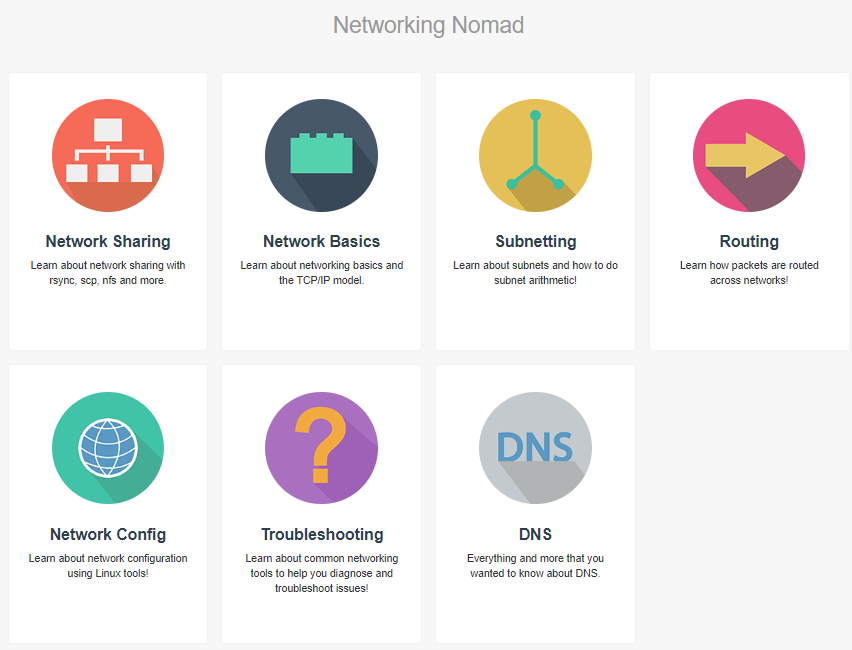 Networking Nomad
Network Sharing
Learn about network sharing with
rsync, scp, nfs and more.
Network Basics
Learn about networking basics and
the TCP/IP model.
Subnetting
Learn about subnets and how to do
subnet arithmetic!
Routing
Learn how packets are routed
across networks!
Network Config
Learn about network configuration
using Linux tools!
?
Troubleshooting
Learn about common networking
tools to help you diagnose and
troubleshoot issues!
DNS
DNS
Everything and more that you
wanted to know about DNS.